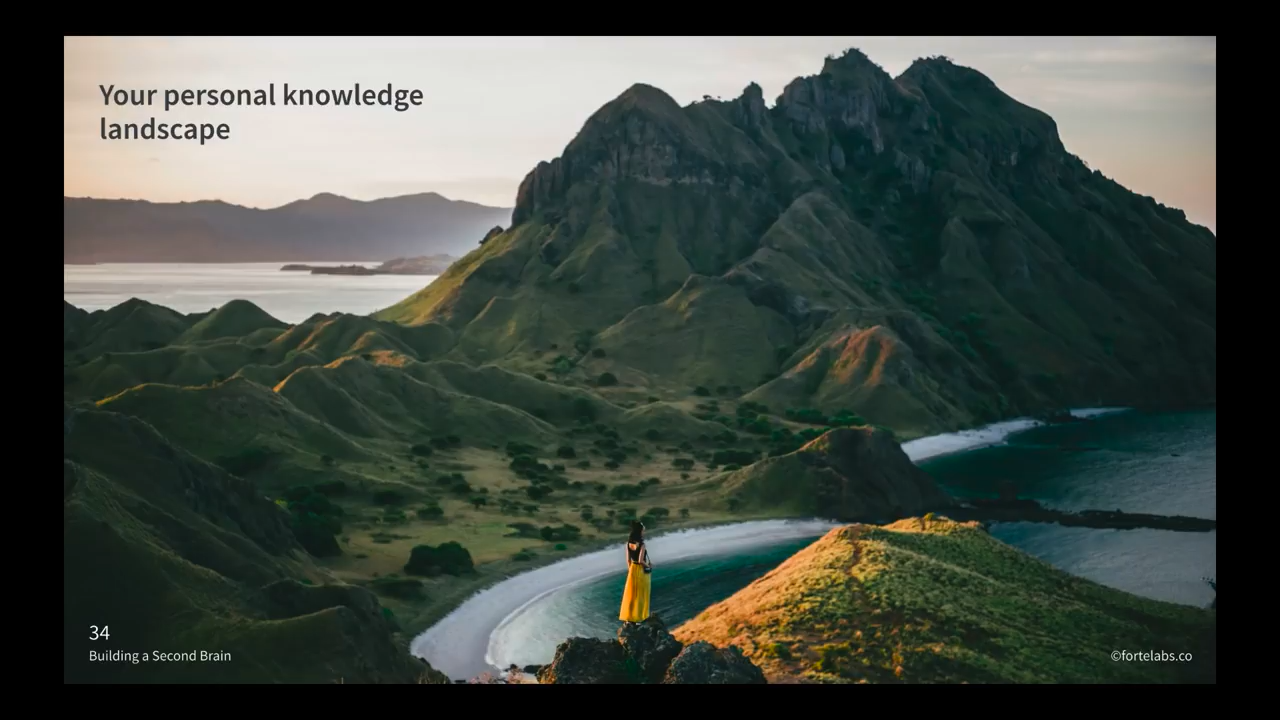 Your personal knowledge
landscape
34
Building a Second Brain
©fortelabs.co